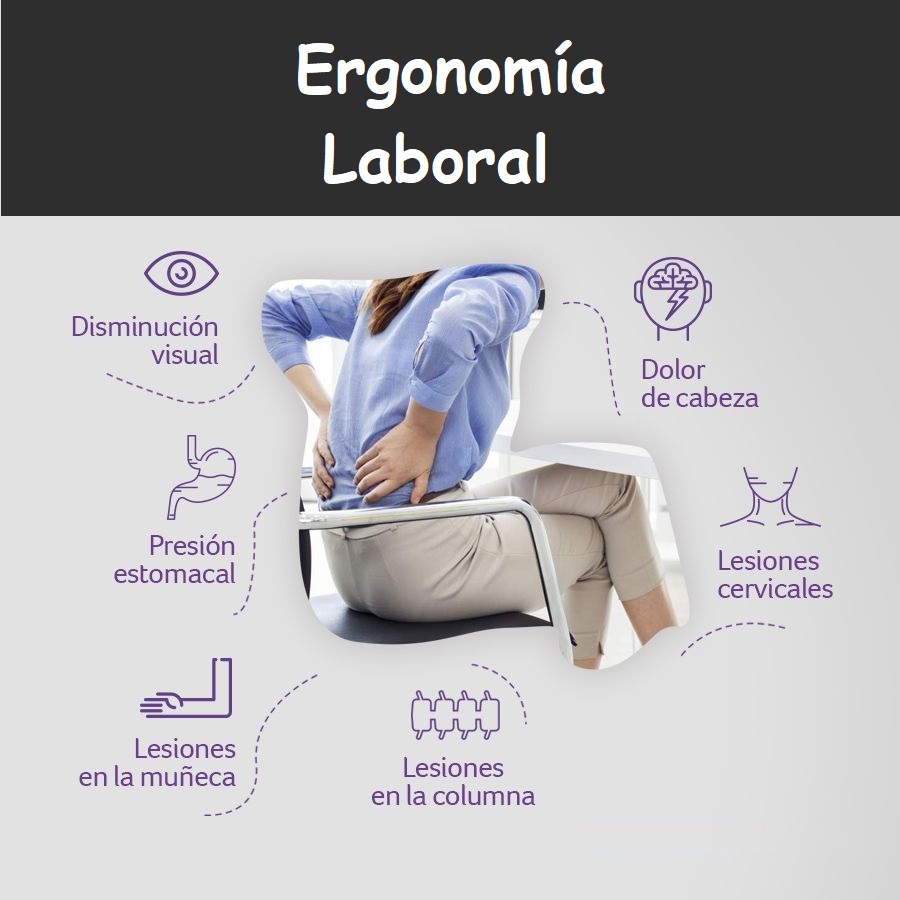 Ergonomía
Laboral
Disminución
visual
Dolor
de cabeza
Presión
estomacal
Lesiones
cervicales
Lesiones
en la muñeca
Lesiones
en la columna